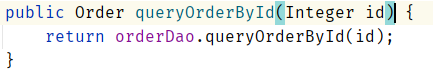 public Order queryOrderById(Integer id) {
    return orderDao.queryOrderById(id);
}